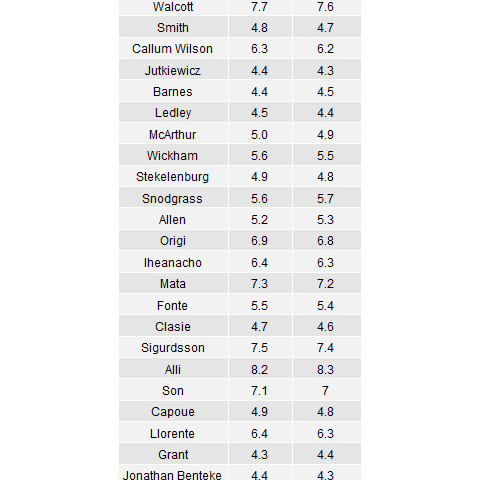 Walcott 7.7 7.6
Smith 4.8 4.7
Callum Wilson 6.3 6.2
Jutkiewicz 4.4 4.3
Barnes 4.4 4.5
Ledley 4.5 4.4
McArthur 5.0 4.9
Wickham 5.6 5.5
Stekelenburg 4.9 4.8
Snodgrass 5.6 5.7
Allen 5.2 5.3
Origi 6.9 6.8
Iheanacho 6.4 6.3
Mata 7.3 7.2
Fonte 5.5 5.4
Clasie 4.7 4.6
Sigurdsson 7.5 7.4
Alli 8.2 8.3
Son 7.1 7
Capoue 4.9 4.8
Llorente 6.4 6.3
Grant 4.3 4.4
Jonathan Benteke 4.4 4.3